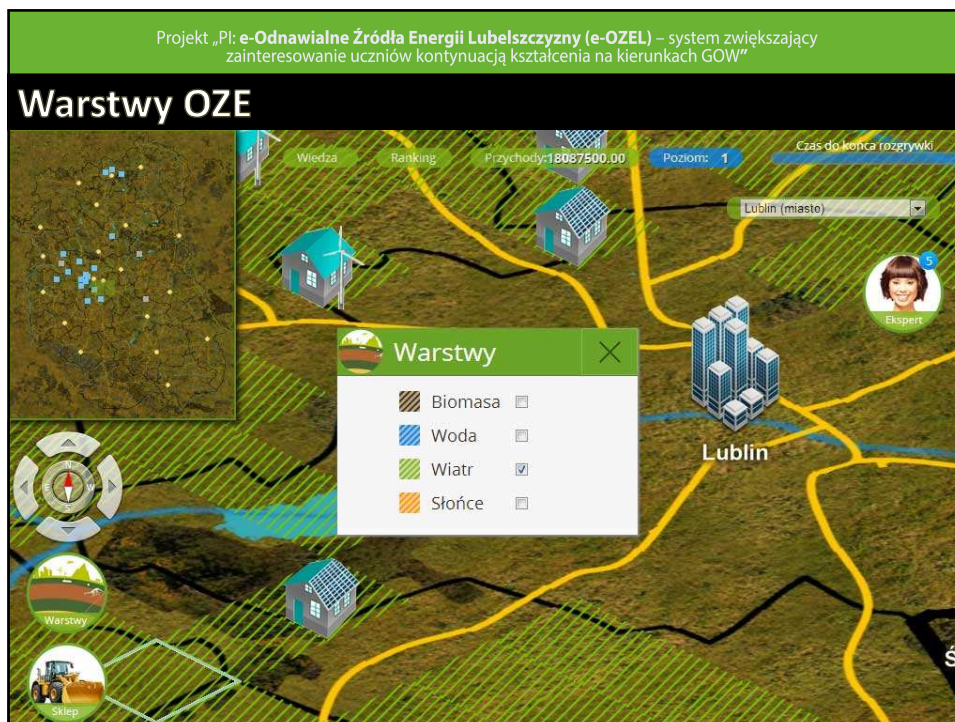 Projekt „PI: e-Odnawialne Źródła Energii Lubelszczyzny (e-OZEL) – system zwiększający
zainteresowanie uczniów kontynuacją kształcenia na kierunkach GOW”
Warstwy OZE
Wiedza
Ranking
Przychody:18087500.00
Poziom: 1
Czas do końca rozgrywki
Lublin (miasto)
5
Ekspert
Warstwy
Biomasa
Woda
Wiatr
Słońce
Lublin
N
E
W
S
Warstwy
Sklep
Ś